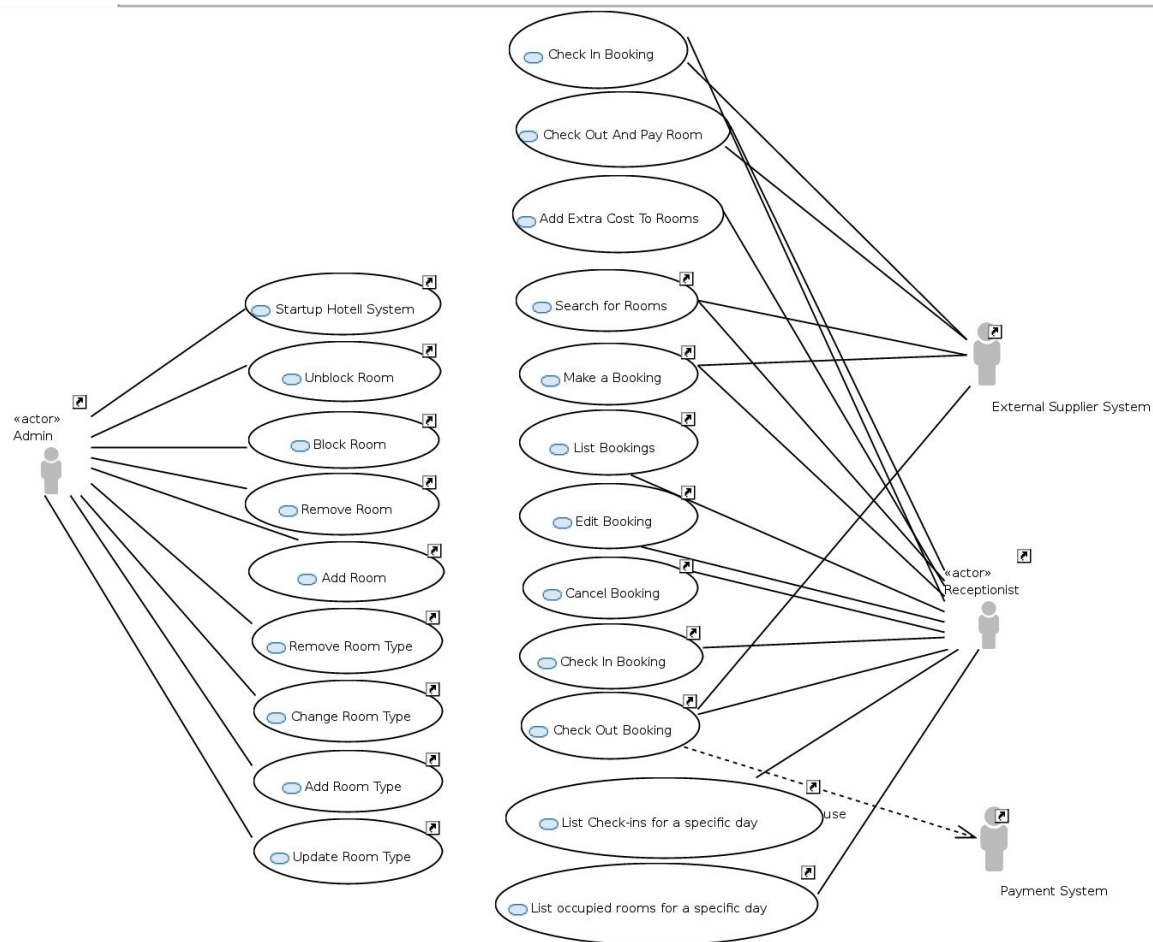 Check In Booking
Check Out And Pay Room
Add Extra Cost To Rooms
Startup Hotell System
Search for Rooms
Unblock Room
Make a Booking
External Supplier System
«actor»
Admin
Block Room
List Bookings
Remove Room
Edit Booking
Add Room
Cancel Booking
«actor»
Receptionist
Remove Room Type
Check In Booking
Change Room Type
Check Out Booking
Add Room Type
List Check-ins for a specific day
use
Update Room Type
Payment System
List occupied rooms for a specific day